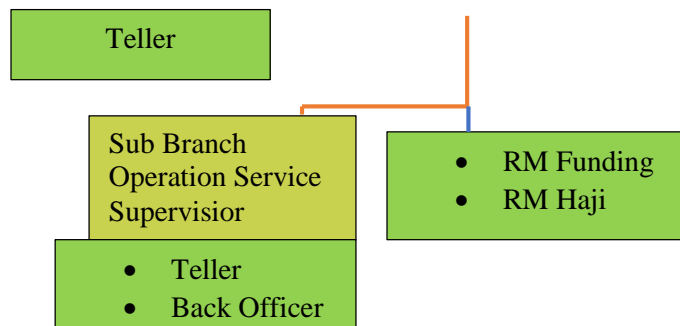 Teller
Sub Branch
Operation Service
Supervisior
• RM Funding
• RM Haji
• Teller
• Back Officer